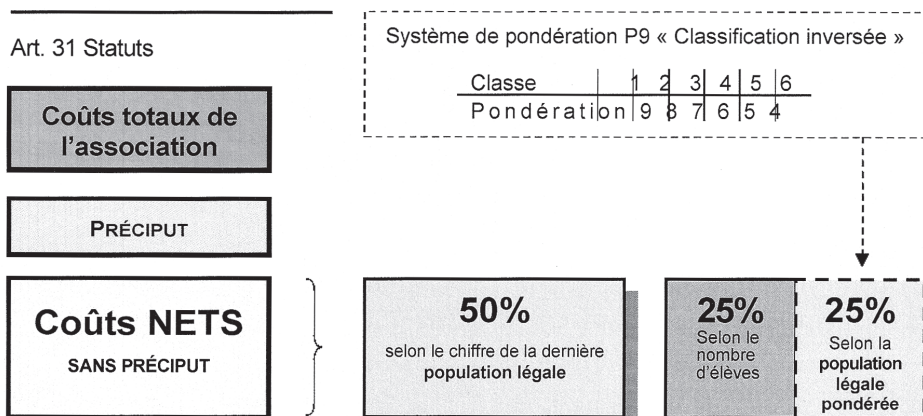 Art. 31 Statuts
Système de pondération P9 « Classification inversée »
Classe 1 2 3 4 5 6
Pondération 9 8 7 6 5 4
Coûts totaux de
l'association
PRÉCIPUT
Coûts NETS
SANS PRÉCIPUT
50%
selon le chiffre de la dernière
population légale
25%
Selon le
nombre
d'élèves
25%
Selon la
population
légale
pondérée